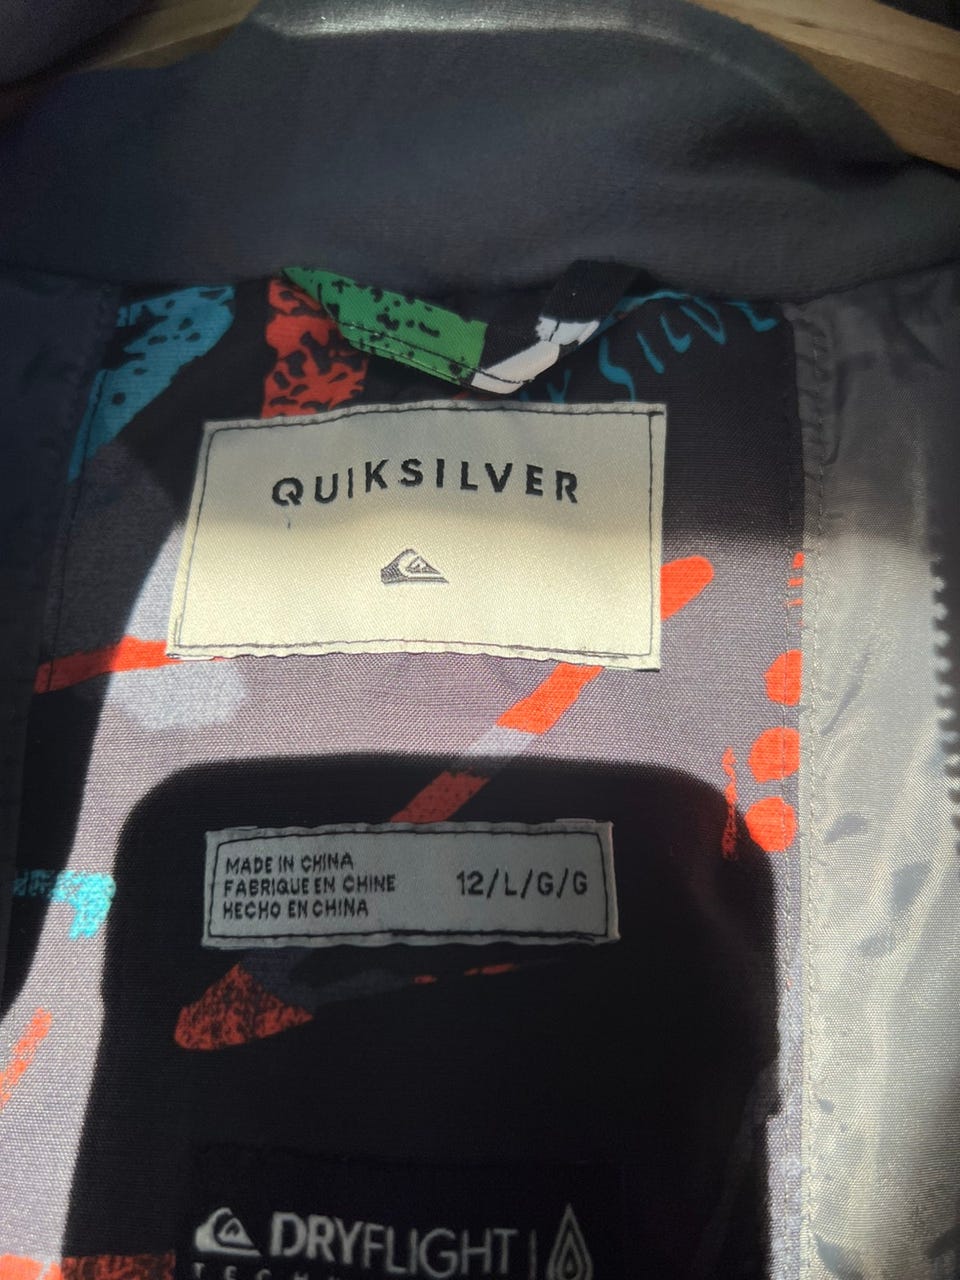 QUIKSILVER
MADE IN CHINA
FABRIQUE EN CHINE
HECHO EN CHINA
12/L/G/G
DRYFLIGHT